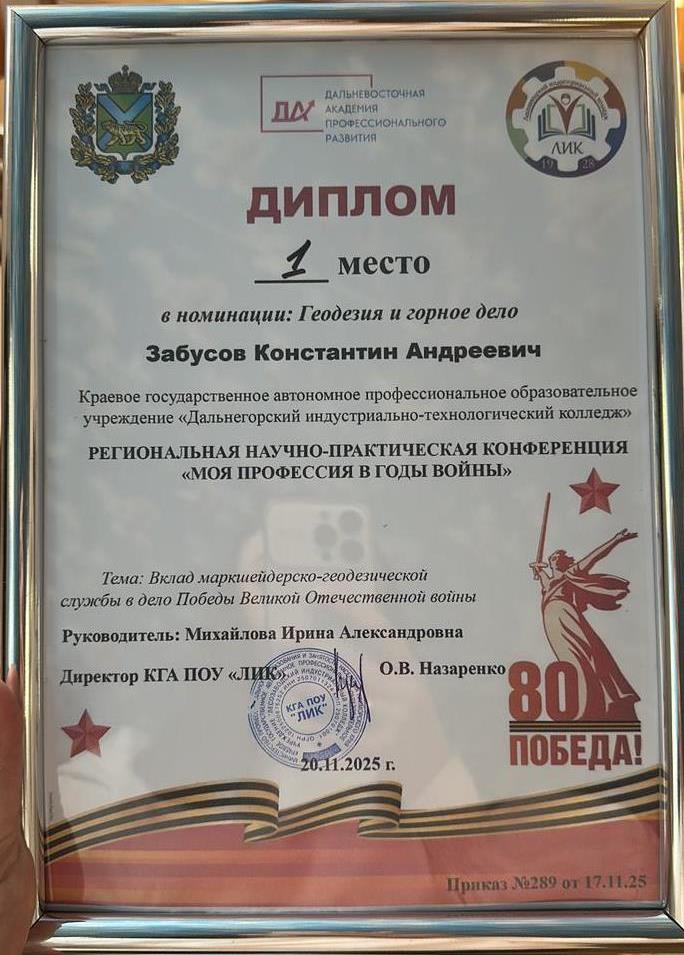 ДАЛЬНЕВОСТОЧНАЯ
АКАДЕМИЯ
ПРОФЕССИОНАЛЬНОГО
РАЗВИТИЯ
ДА
ЛИК
19 28
ДИПЛОМ
1 место
в номинации: Геодезия и горное дело
Забусов Константин Андреевич
Краевое государственное автономное профессиональное образовательное
учреждение «Дальнегорский индустриально-технологический колледж»
РЕГИОНАЛЬНАЯ НАУЧНО-ПРАКТИЧЕСКАЯ КОНФЕРЕНЦИЯ
«МОЯ ПРОФЕССИЯ В ГОДЫ ВОЙНЫ»
Тема: Вклад маркшейдерско-геодезической
службы в дело Победы Великой Отечественной войны
Руководитель: Михайлова Ирина Александровна
Директор КГА ПОУ «ЛИК»
О.В. Назаренко
КГА ПОУ
"ЛИК"
20.11.2025 г.
80
ПОБЕДА!
Приказ №289 от 17.11.25